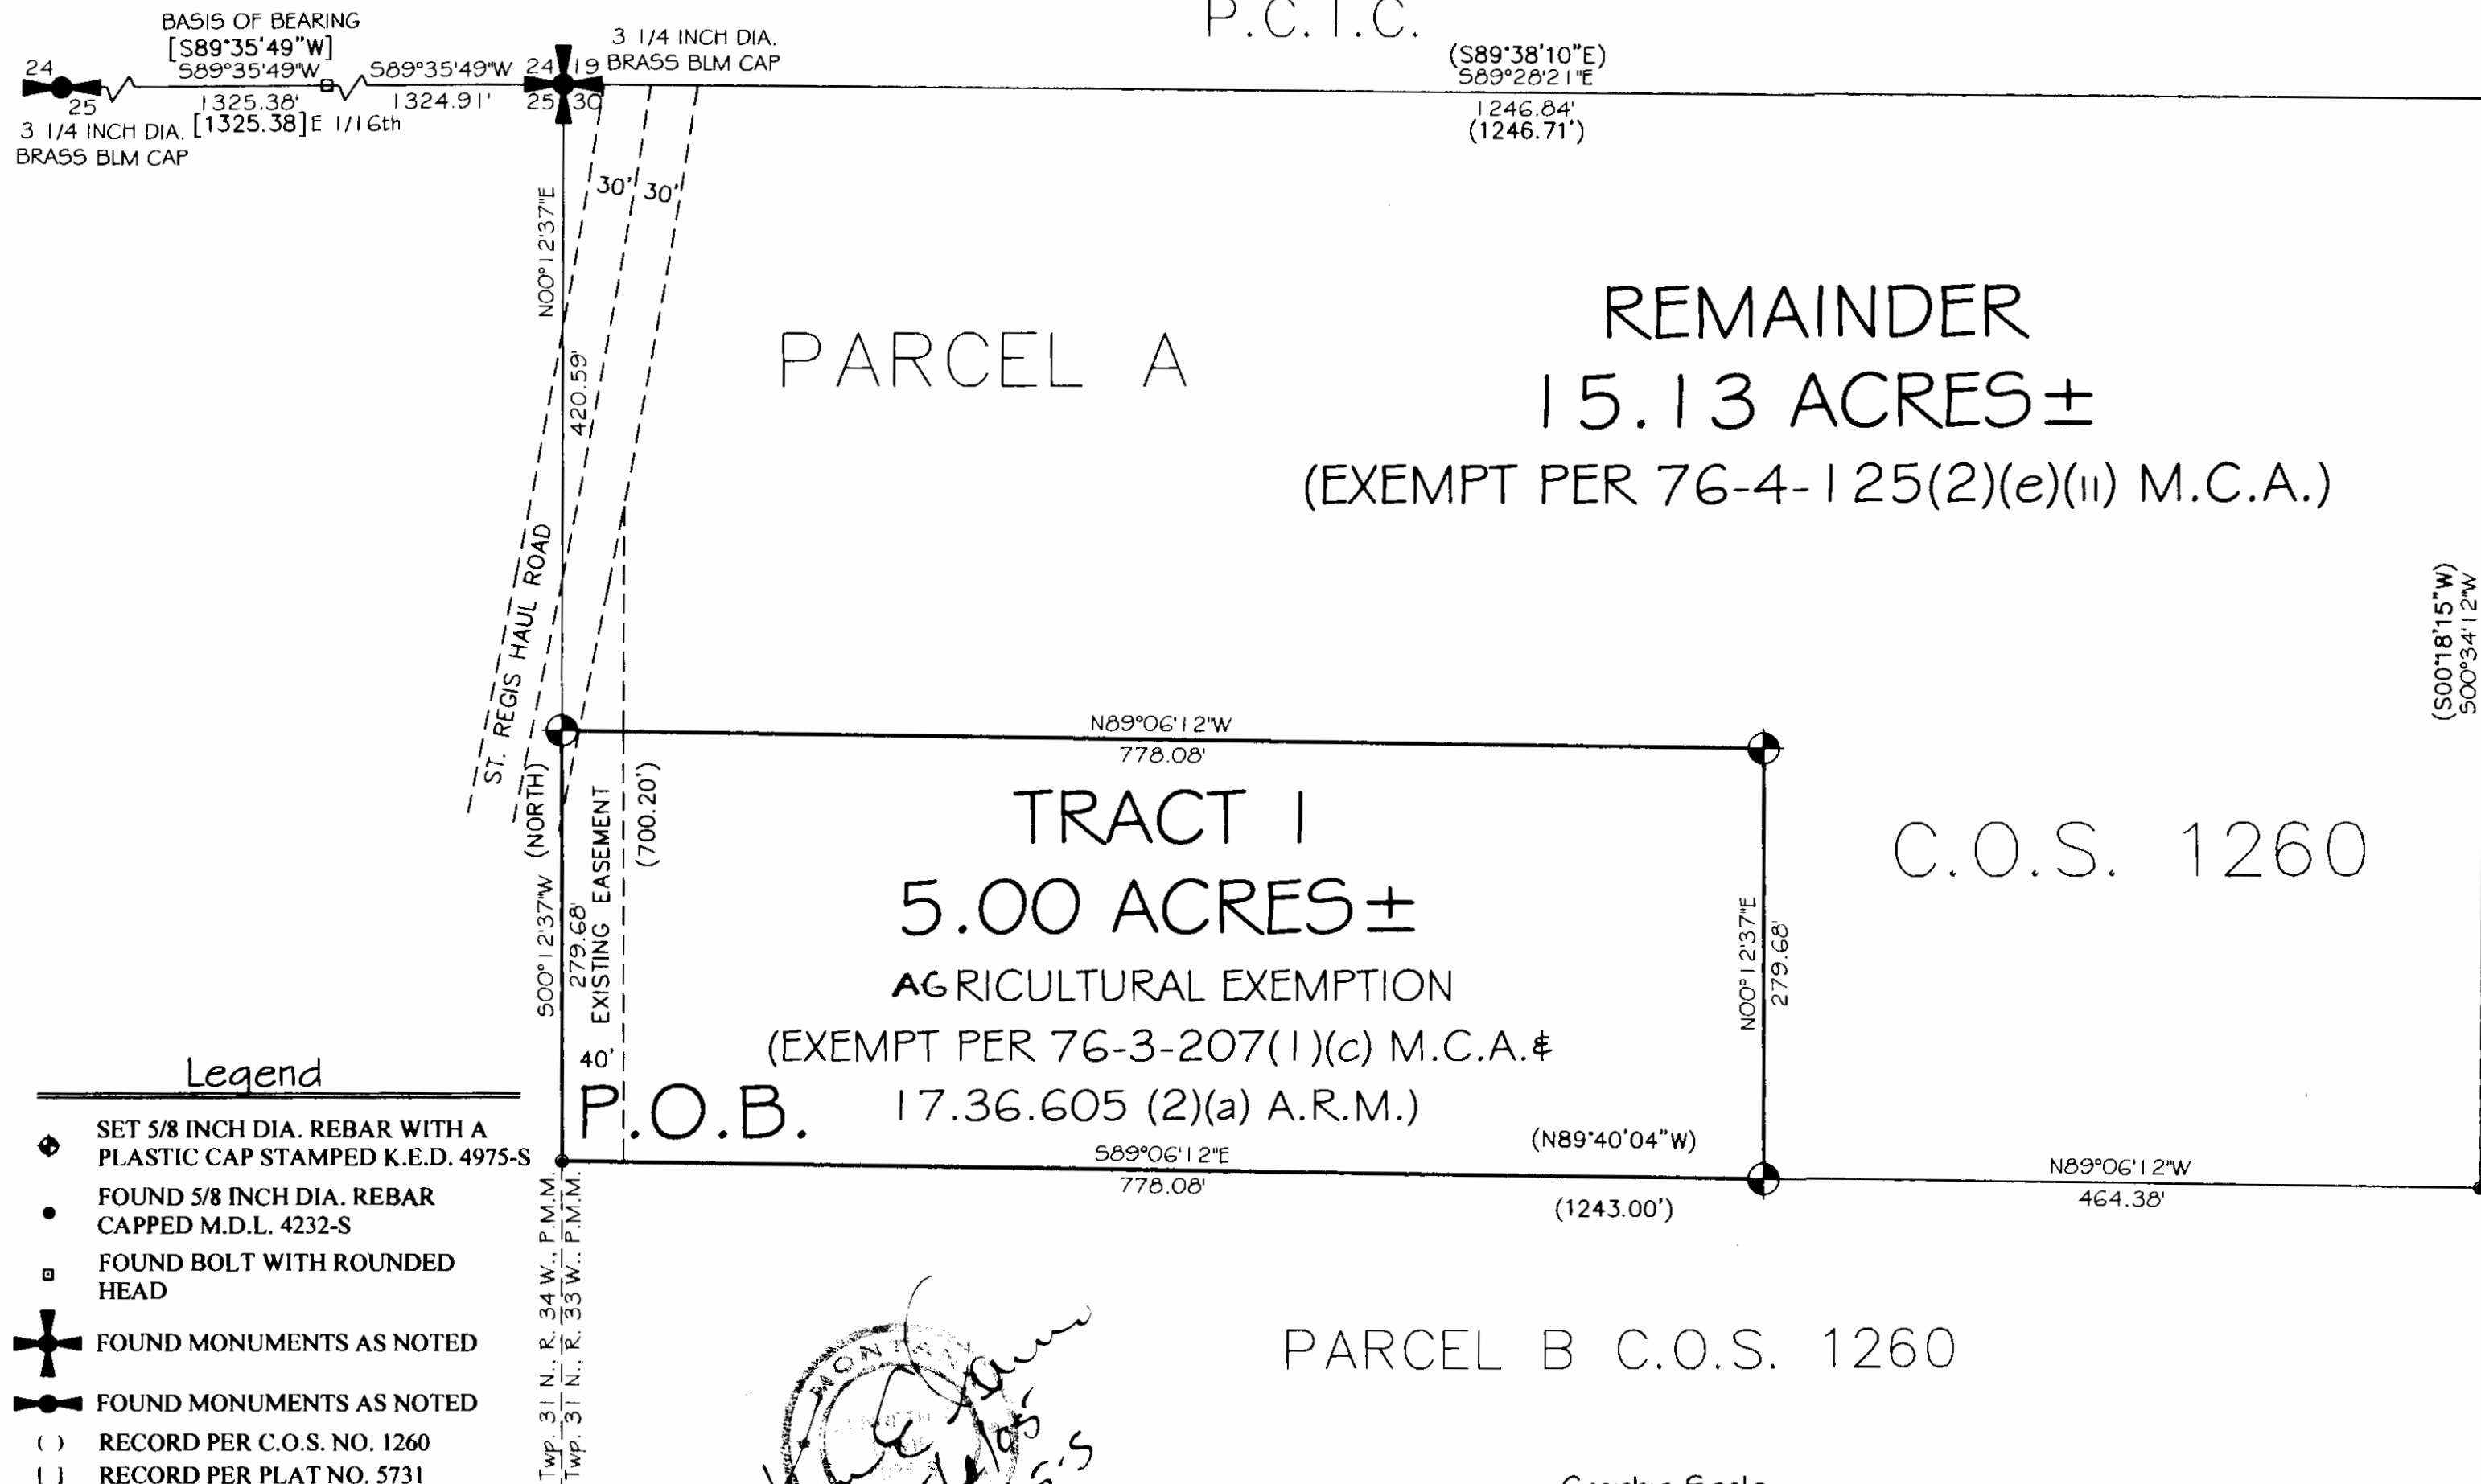 P.C.T.C.
BASIS OF BEARING
[S89°35'49"W]
S89°35'49"W
1325.38'
[1325.38]
E 1/16th
24
25
3 1/4 INCH DIA.
BRASS BLM CAP
S89°35'49"W
1324.91'
24 19
25 30
3 1/4 INCH DIA.
BRASS BLM CAP
(S89°38'10"E)
S89°28'21"E
1246.84'
(1246.71')
30' 30'
N00°12'37"E
420.59'
ST. REGIS HAUL ROAD
PARCEL A
REMAINDER
15.13 ACRES±
(EXEMPT PER 76-4-125(2)(e)(ii) M.C.A.)
(S00°18'15"W)
S00°34'12"W
N89°06'12"W
778.08'
(NORTH)
(700.20')
S00°12'37"W
279.68'
EXISTING EASEMENT
40'
TRACT 1
5.00 ACRES±
AGRICULTURAL EXEMPTION
(EXEMPT PER 76-3-207(1)(c) M.C.A.&
17.36.605 (2)(a) A.R.M.)
P.O.B.
N00°12'37"E
279.68'
C.O.S. 1260
(N89°40'04"W)
S89°06'12"E
778.08'
(1243.00')
N89°06'12"W
464.38'
Legend
SET 5/8 INCH DIA. REBAR WITH A
PLASTIC CAP STAMPED K.E.D. 4975-S
FOUND 5/8 INCH DIA. REBAR
CAPPED M.D.L. 4232-S
FOUND BOLT WITH ROUNDED
HEAD
FOUND MONUMENTS AS NOTED
FOUND MONUMENTS AS NOTED
( ) RECORD PER C.O.S. NO. 1260
[ ] RECORD PER PLAT NO. 5731
Twp. 31 N., R. 34 W., P.M.M.
Twp. 31 N., R. 33 W., P.M.M.
PARCEL B C.O.S. 1260
MONTANA
Graphic Scale